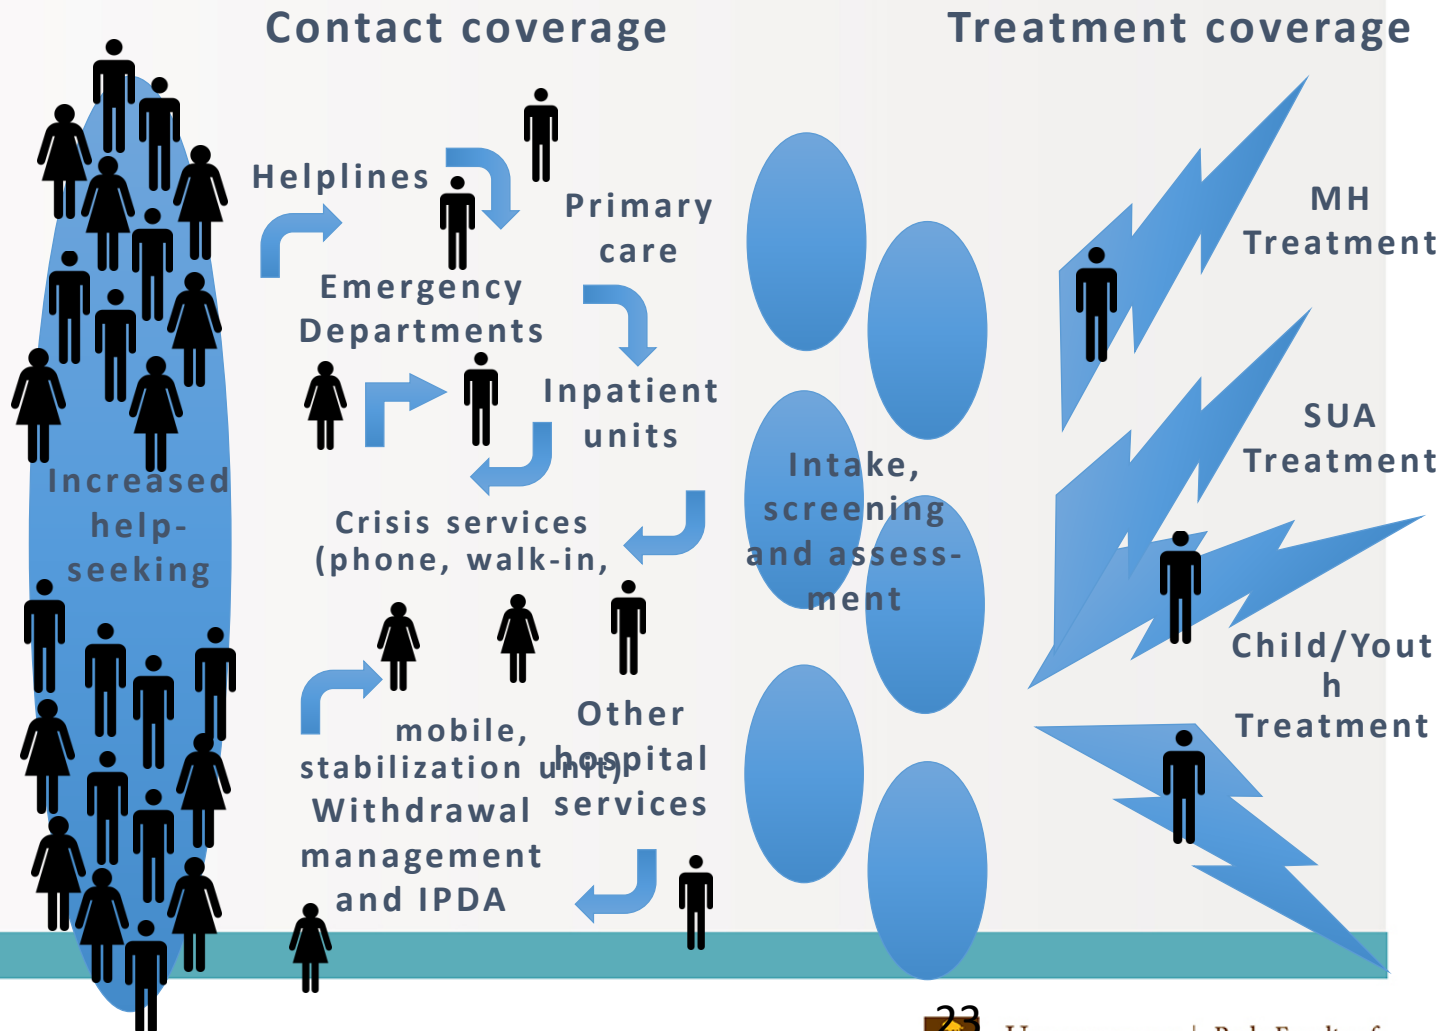 Contact coverage
Treatment coverage
Helplines
Primary
care
Emergency
Departments
Inpatient
units
Increased
help-
seeking
Crisis services
(phone, walk-in,
mobile,
stabilization unit)
Other
hospital
services
Withdrawal
management
and IPDA
Intake,
screening
and assess-
ment
MH
Treatment
SUA
Treatment
Child/Yout
h
Treatment
23